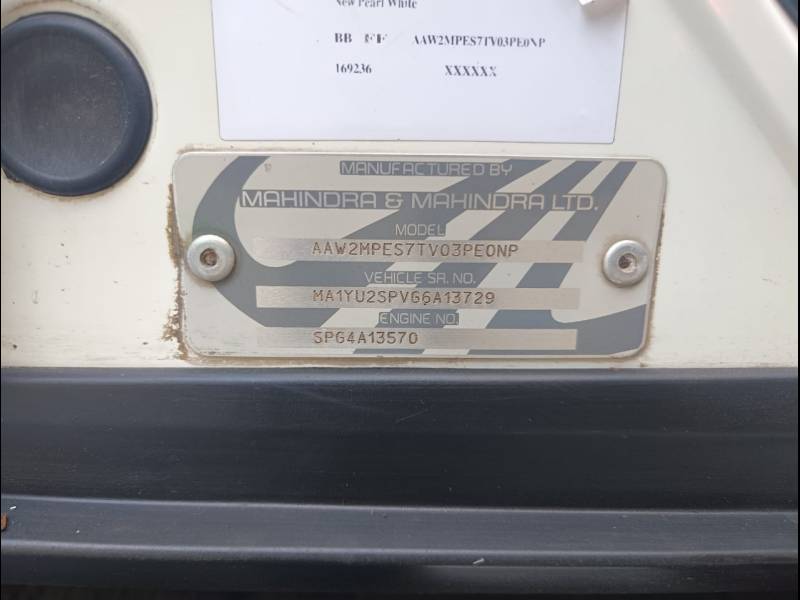 New Pearl White
BB FF AAW2MPES7TV03PE0NP
169236 XXXXXX
MANUFACTURED BY
MAHINDRA & MAHINDRA LTD.
MODEL
AAW2MPES7TV03PE0NP
VEHICLE SR. NO.
MA1YU2SPVG6A13729
ENGINE NO.
SPG4A13570